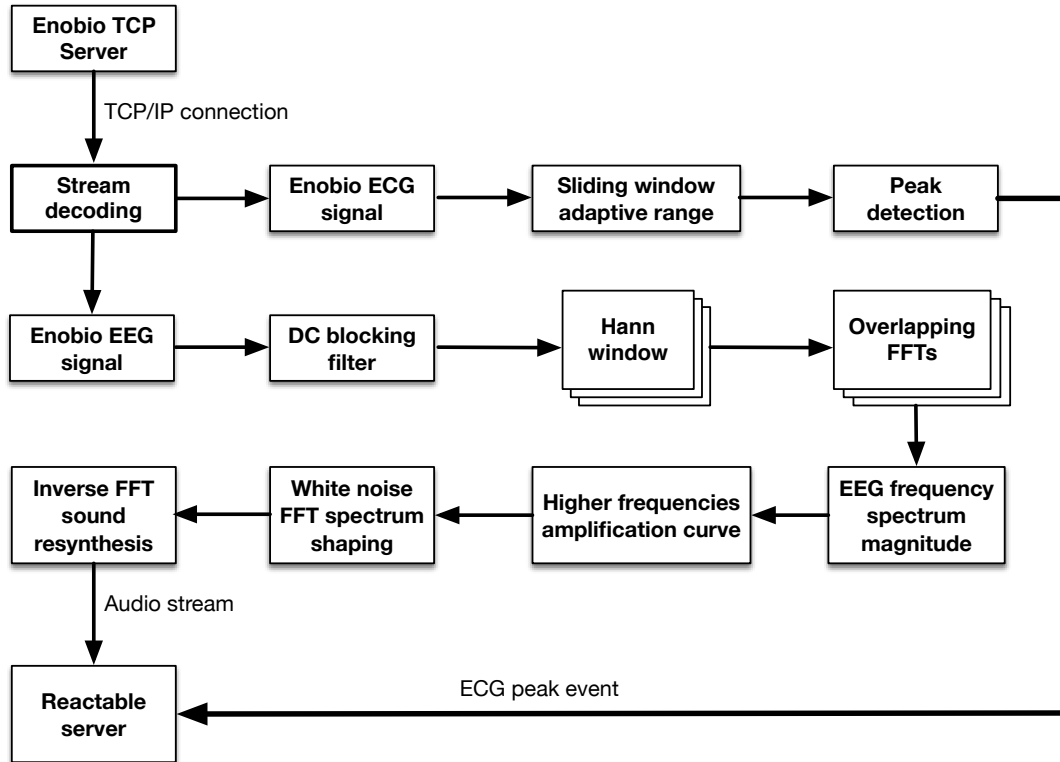 Enobio TCP
Server
TCP/IP connection
Stream
decoding
Enobio ECG
signal
Sliding window
adaptive range
Peak
detection
Enobio EEG
signal
DC blocking
filter
Hann
window
Overlapping
FFTs
Inverse FFT
sound
resynthesis
White noise
FFT spectrum
shaping
Higher frequencies
amplification curve
EEG frequency
spectrum
magnitude
Audio stream
Reactable
server
ECG peak event